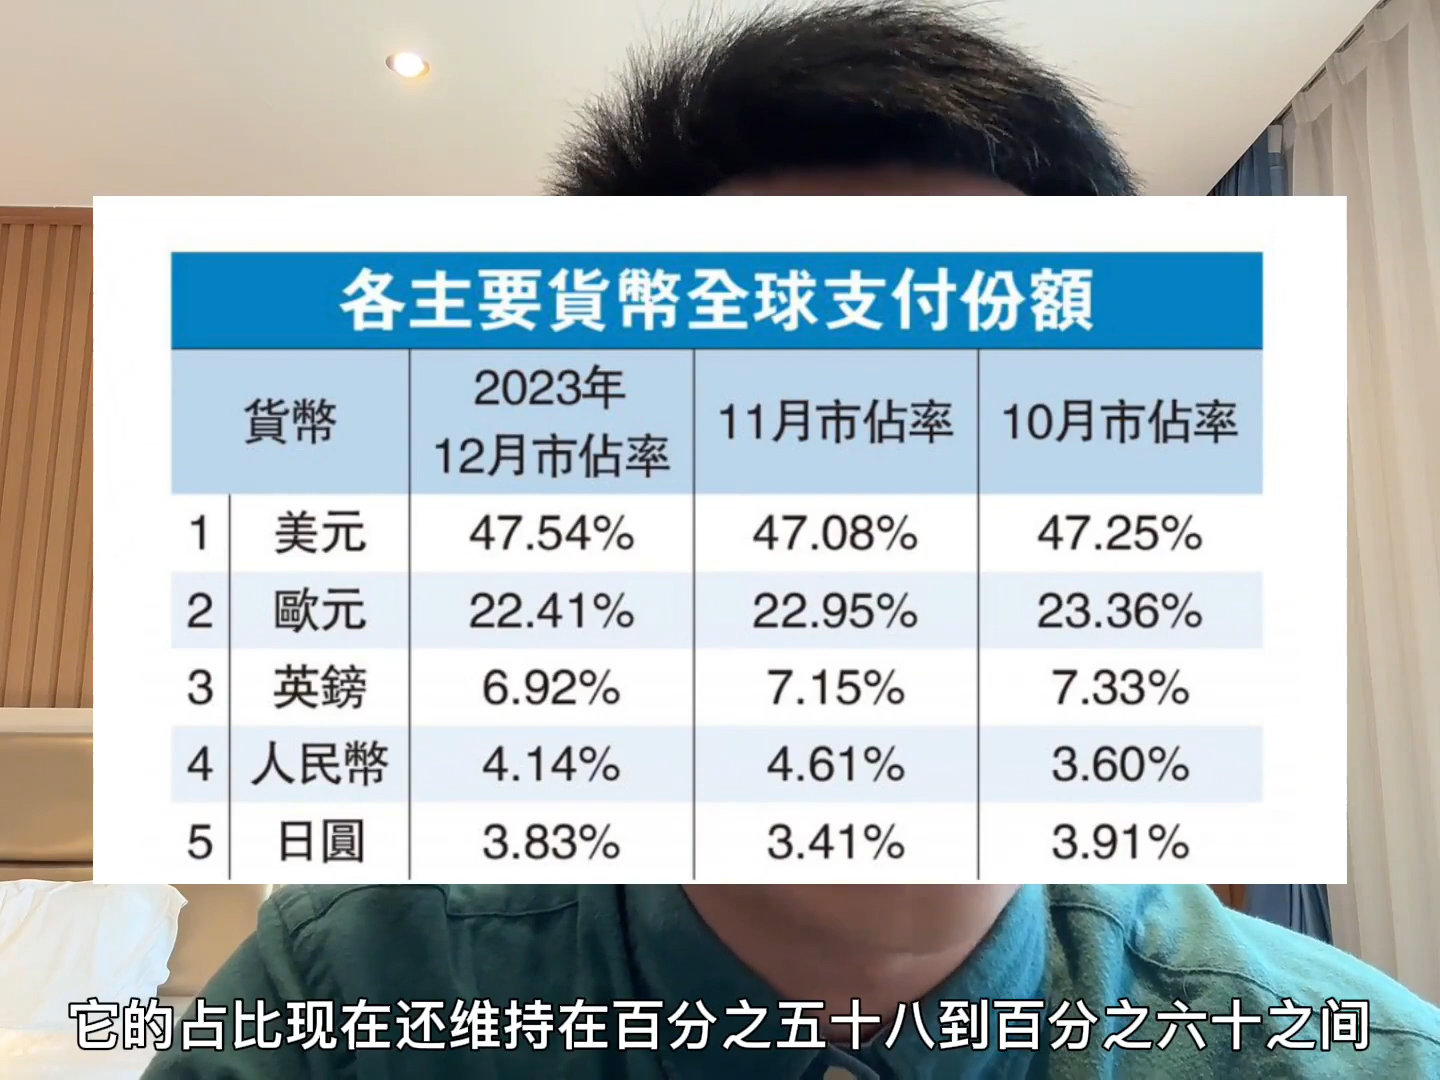 各主要貨幣全球支付份額
貨幣 2023年12月市佔率 11月市佔率 10月市佔率
1 美元 47.54% 47.08% 47.25%
2 歐元 22.41% 22.95% 23.36%
3 英鎊 6.92% 7.15% 7.33%
4 人民幣 4.14% 4.61% 3.60%
5 日圓 3.83% 3.41% 3.91%
它的占比现在还维持在百分之五十八到百分之六十之间